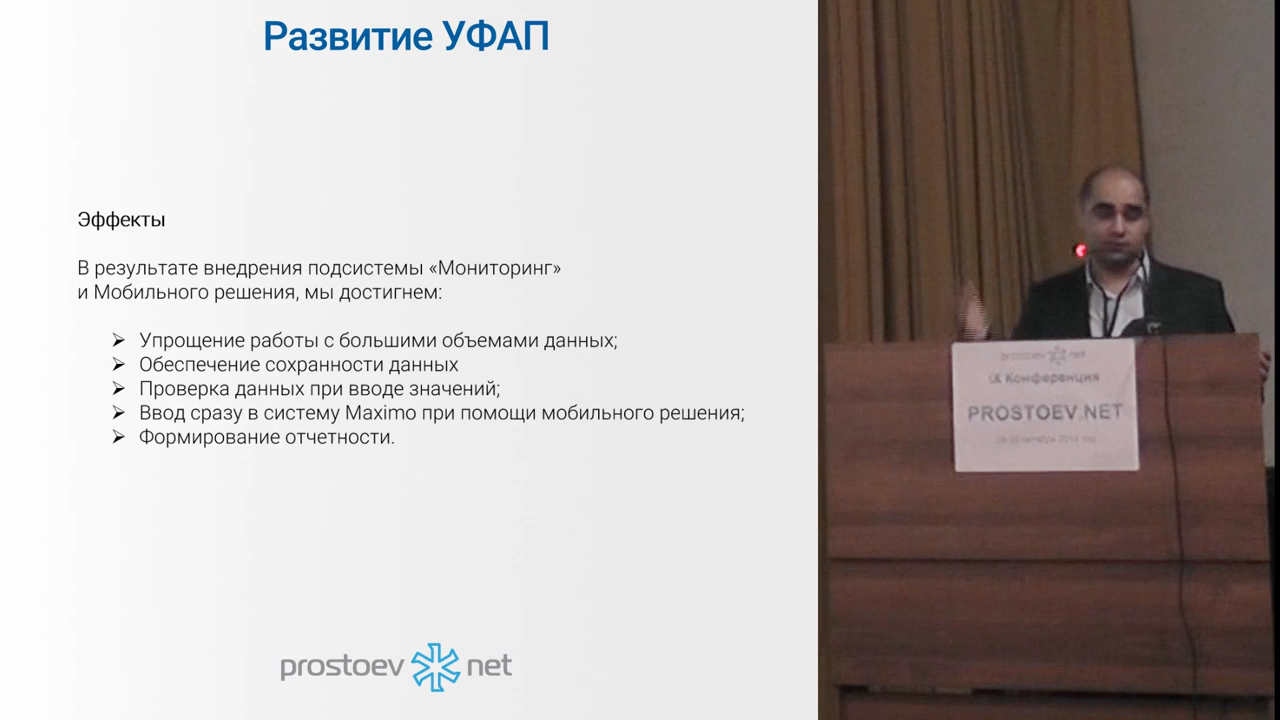 Развитие УФАП
Эффекты
В результате внедрения подсистемы «Мониторинг»
и Мобильного решения, мы достигнем:
Упрощение работы с большими объемами данных;
Обеспечение сохранности данных
Проверка данных при вводе значений;
Ввод сразу в систему Maximo при помощи мобильного решения;
Формирование отчетности.
prostoev net
prostoev net
IX Конференция
PROSTOEV.NET
октября 2014